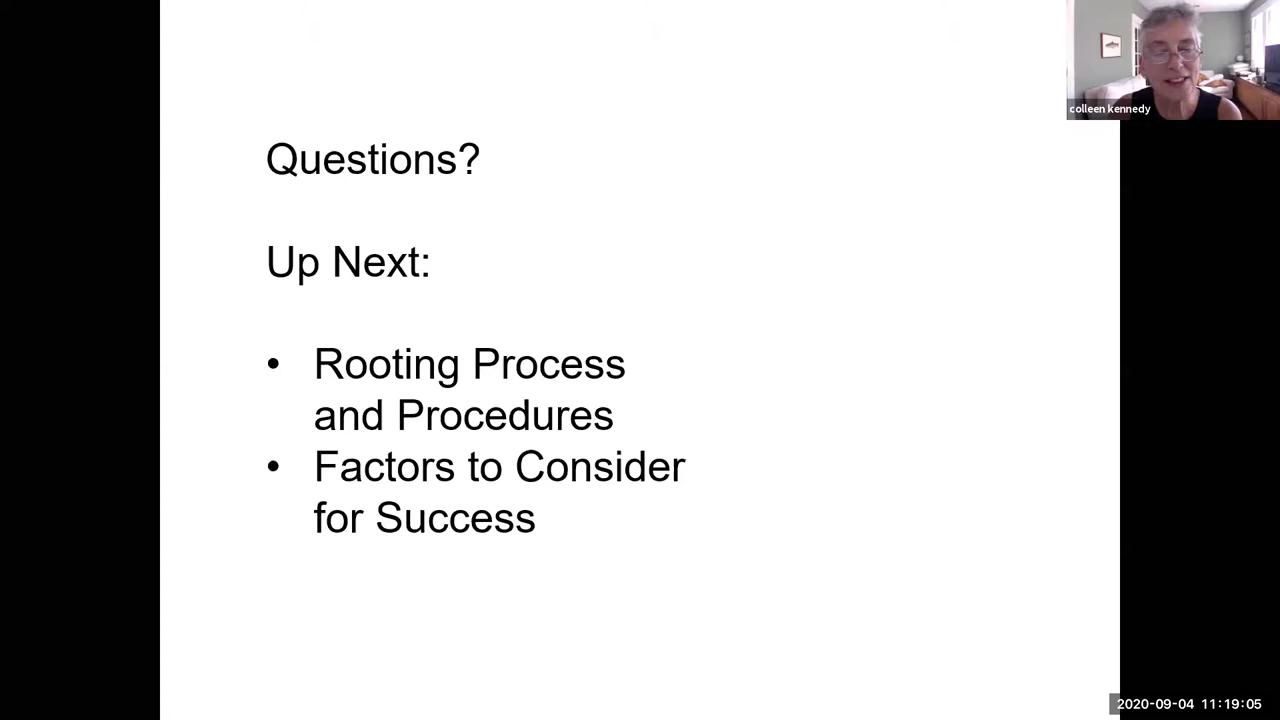 colleen kennedy
Questions?
Up Next:
• Rooting Process
and Procedures
• Factors to Consider
for Success
2020-09-04 11:19:05